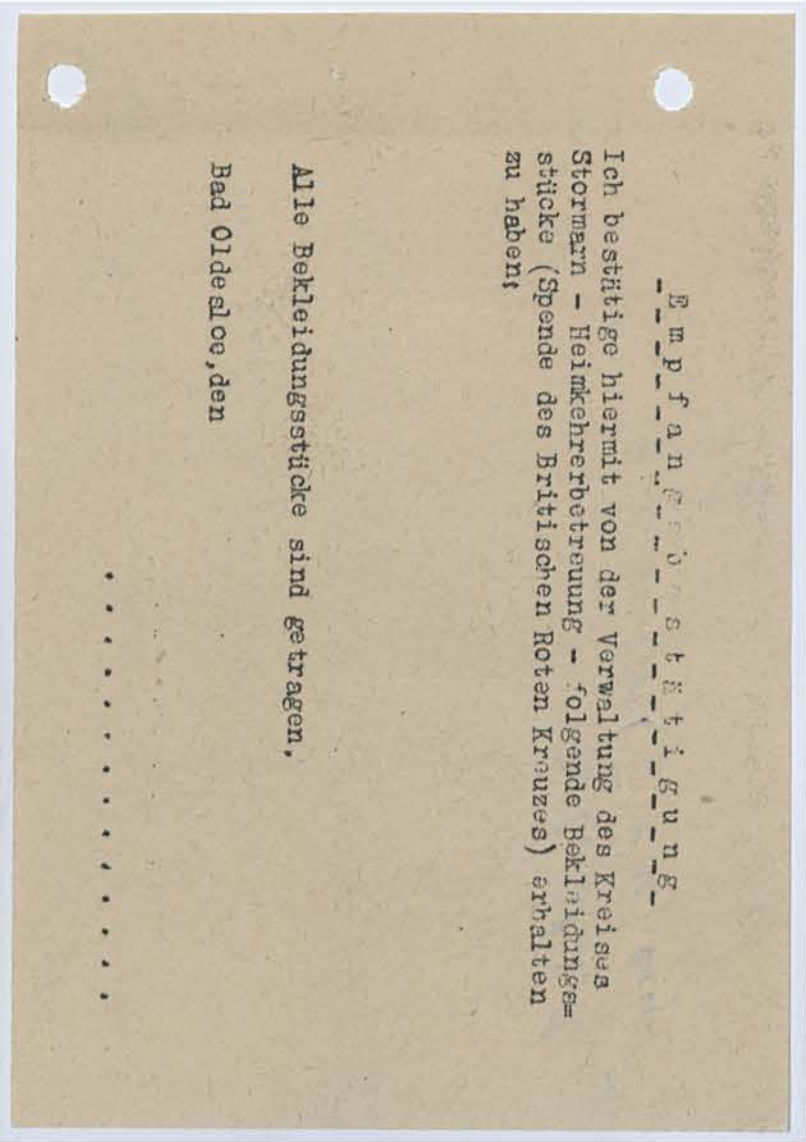 Empfangsbestätigung
Ich bestätige hiermit von der Verwaltung des Kreises
Stormarn - Heimkehrerbetreuung - folgende Bekleidungs=
stücke (Spende des Britischen Roten Kreuzes) erhalten
zu haben:
Alle Bekleidungsstücke sind getragen.
Bad Oldesloe,den
. . . . . . . . . . . . . .